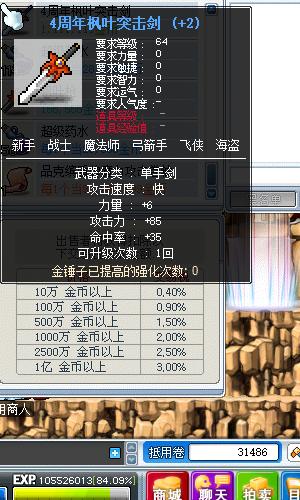 4周年枫叶突击剑 (+2)
要求等级: 64
要求力量: 0
要求敏捷: 0
要求智力: 0
要求运气: 0
要求人气度: -
道具等级: -
道具经验值 -
新手 战士 魔法师 弓箭手 飞侠 海盗
武器分类 : 单手剑
攻击速度 : 快
力量 : +6
攻击力 : +85
命中率 : +35
可升级次数 : 1回
金锤子已提高的强化次数: 0
超级药水
10万 金币以上 0,40%
100万 金币以上 0,90%
500万 金币以上 1,50%
1000万 金币以上 2,00%
2500万 金币以上 2,50%
1亿 金币以上 3,00%
用商人
抵用卷 31486
EXP. 105526013[84.09%]
商城
聊天
拍卖